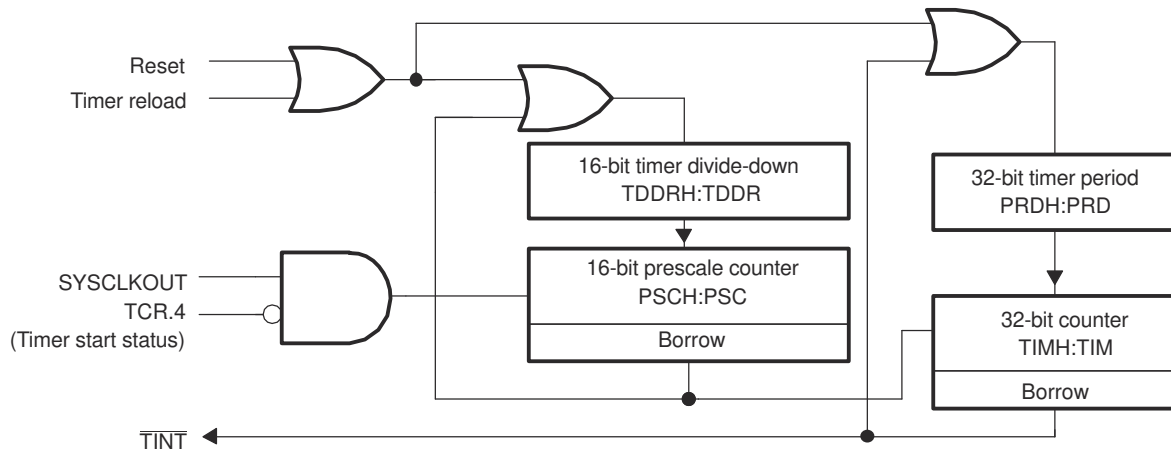 Reset
Timer reload
16-bit timer divide-down
TDDRH:TDDR
32-bit timer period
PRDH:PRD
SYSCLKOUT
TCR.4
(Timer start status)
16-bit prescale counter
PSCH:PSC
Borrow
32-bit counter
TIMH:TIM
Borrow
TINT